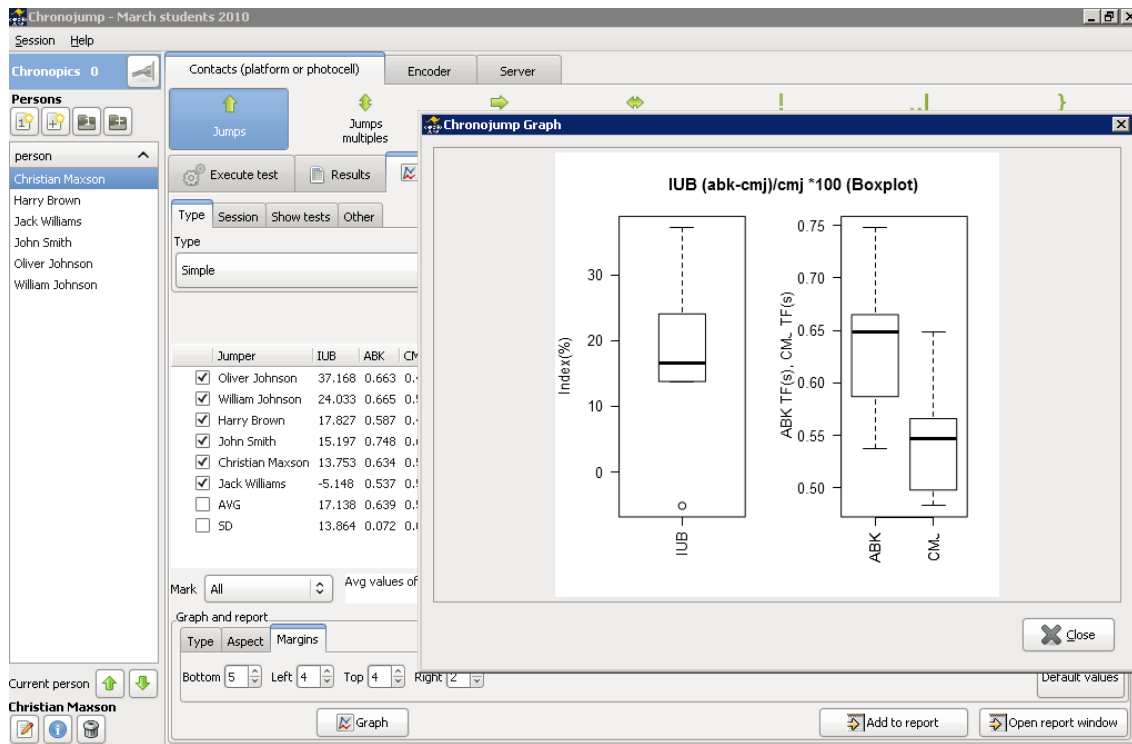 Chronojump - March students 2010
Session Help
Chronopics 0
Contacts (platform or photocell) Encoder Server
Persons
Jumps
Jumps
multiples
person
Christian Maxson
Harry Brown
Jack Williams
John Smith
Oliver Johnson
William Johnson
Execute test Results
Type Session Show tests Other
Type
Simple
Jumper IUB ABK
Oliver Johnson 37.168 0.663
William Johnson 24.033 0.665
Harry Brown 17.827 0.587
John Smith 15.197 0.748
Christian Maxson 13.753 0.634
Jack Williams -5.148 0.537
AVG 17.138 0.639
SD 13.864 0.072
Mark All Avg values of
Graph and report
Type Aspect Margins
Bottom 5 Left 4 Top 4 Right 2
Default values
Graph Add to report Open report window
Current person
Christian Maxson
Chronojump Graph
IUB (abk-cmj)/cmj *100 (Boxplot)
Index(%)
30
20
10
0
IUB
ABK TF(s), CMJ TF(s)
0.75
0.70
0.65
0.60
0.55
0.50
ABK
CMJ
Close